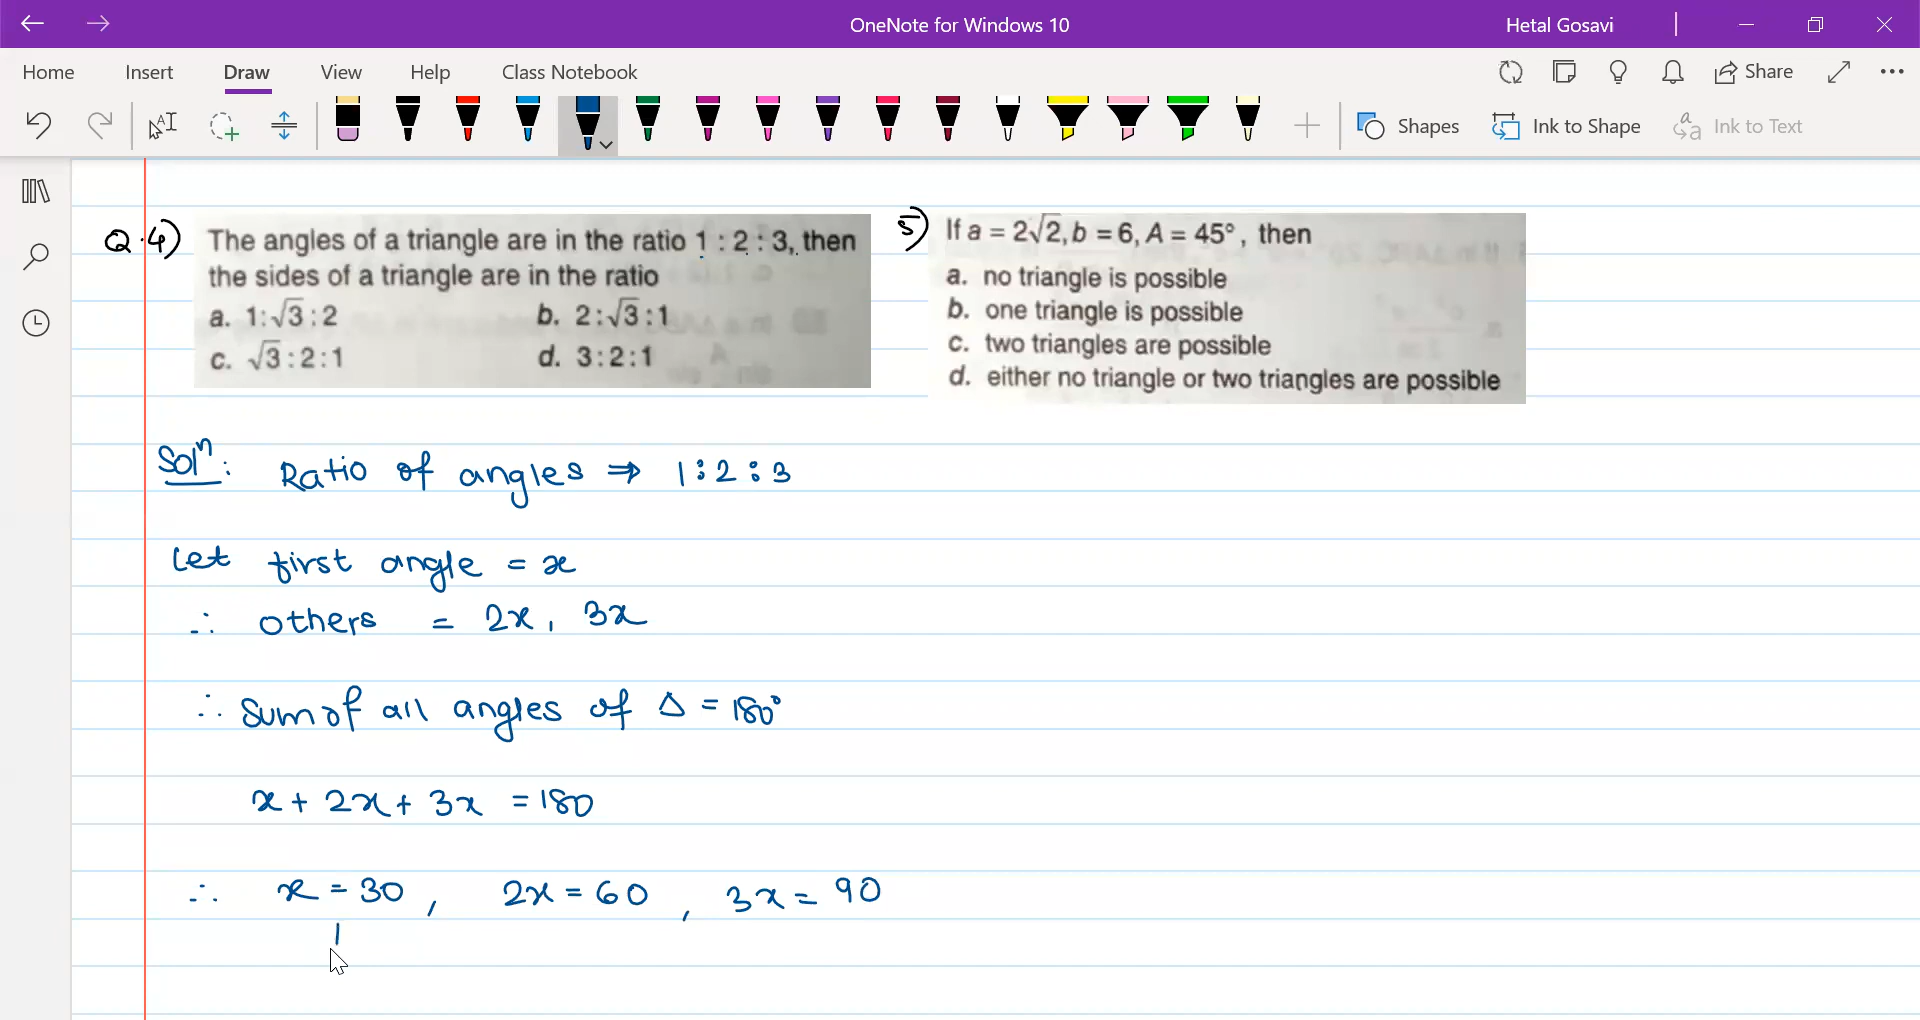 OneNote for Windows 10
Hetal Gosavi
Home Insert Draw View Help Class Notebook
Share
Shapes Ink to Shape Ink to Text
Q.4) The angles of a triangle are in the ratio 1 : 2 : 3, then
the sides of a triangle are in the ratio
a. 1:√3:2 b. 2:√3:1
c. √3:2:1 d. 3:2:1
5) If a = 2√2, b = 6, A = 45°, then
a. no triangle is possible
b. one triangle is possible
c. two triangles are possible
d. either no triangle or two triangles are possible
Solⁿ: Ratio of angles ⇒ 1:2:3
Let first angle = x
∴ others = 2x, 3x
∴ Sum of all angles of Δ = 180°
x + 2x + 3x = 180
∴ x = 30, 2x = 60, 3x = 90